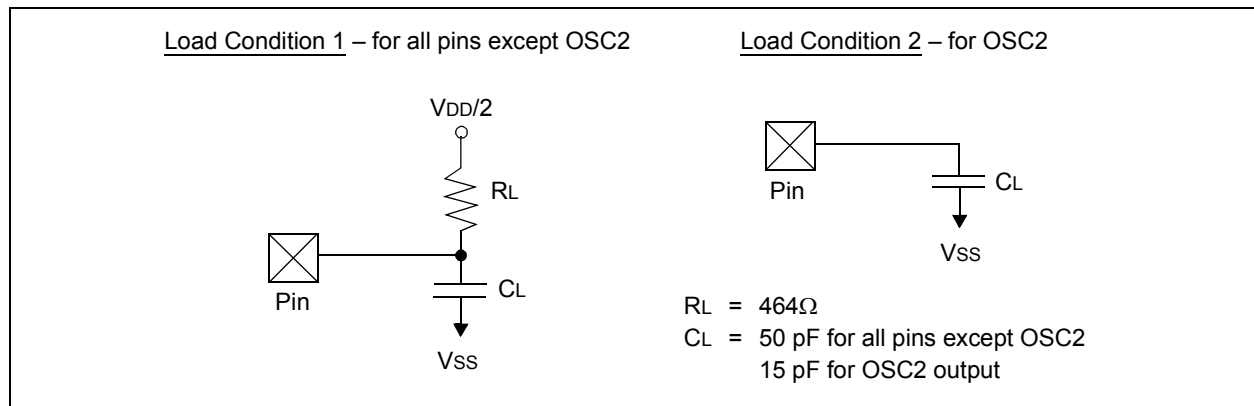 Load Condition 1 – for all pins except OSC2
VDD/2
RL
Pin
CL
VSS
Load Condition 2 – for OSC2
Pin
CL
VSS
RL = 464Ω
CL = 50 pF for all pins except OSC2
15 pF for OSC2 output